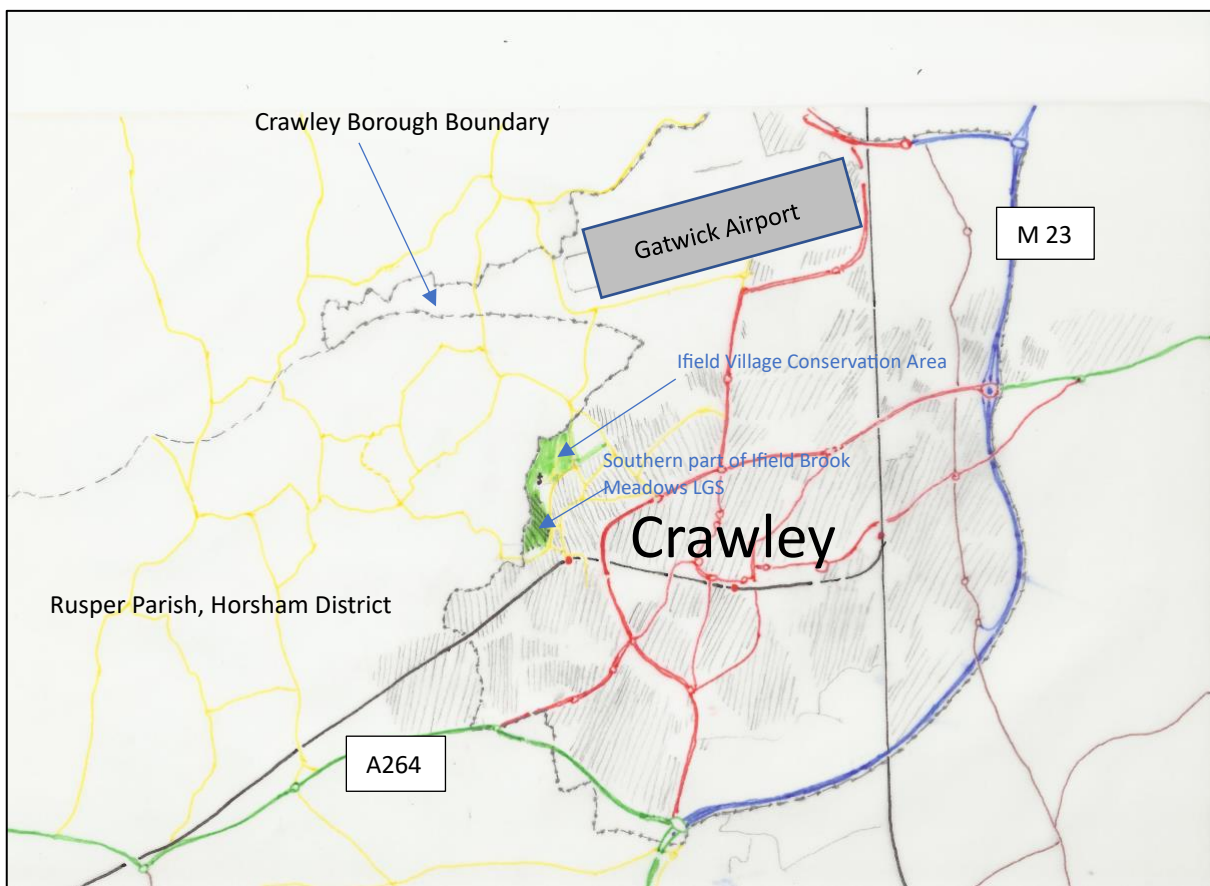 Crawley Borough Boundary
Gatwick Airport
M 23
Ifield Village Conservation Area
Southern part of Ifield Brook
Meadows LGS
Crawley
Rusper Parish, Horsham District
A264